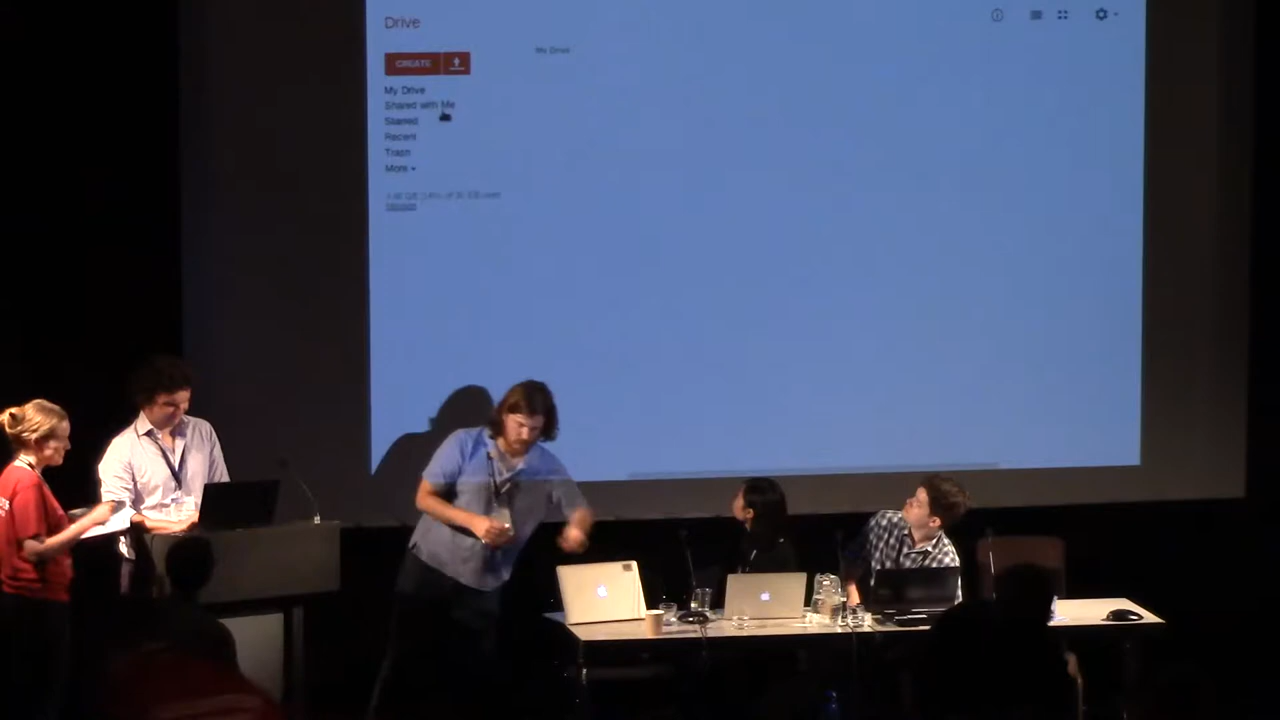 Drive
CREATE
My Drive
My Drive
Shared with Me
Starred
Recent
Trash
More